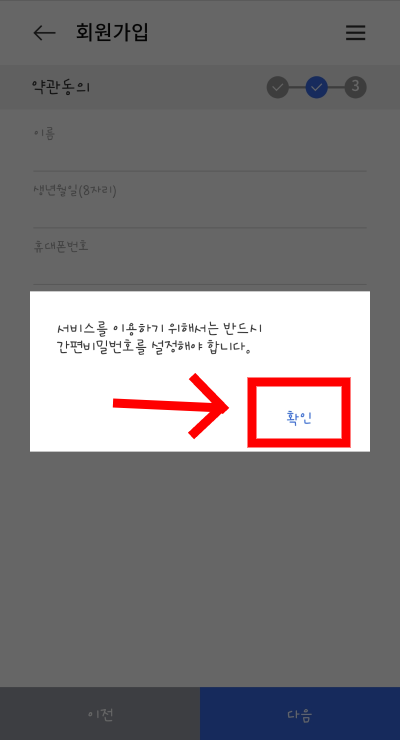 회원가입
약관동의
3
이름
생년월일(8자리)
휴대폰번호
서비스를 이용하기 위해서는 반드시
간편비밀번호를 설정해야 합니다.
확인
이전
다음